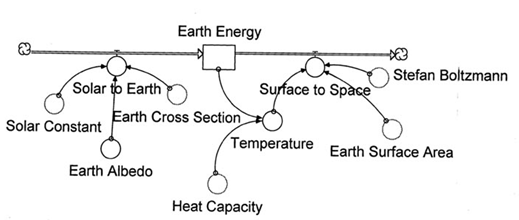 Earth Energy
Solar to Earth
Surface to Space
Stefan Boltzmann
Solar Constant
Earth Cross Section
Temperature
Earth Surface Area
Earth Albedo
Heat Capacity